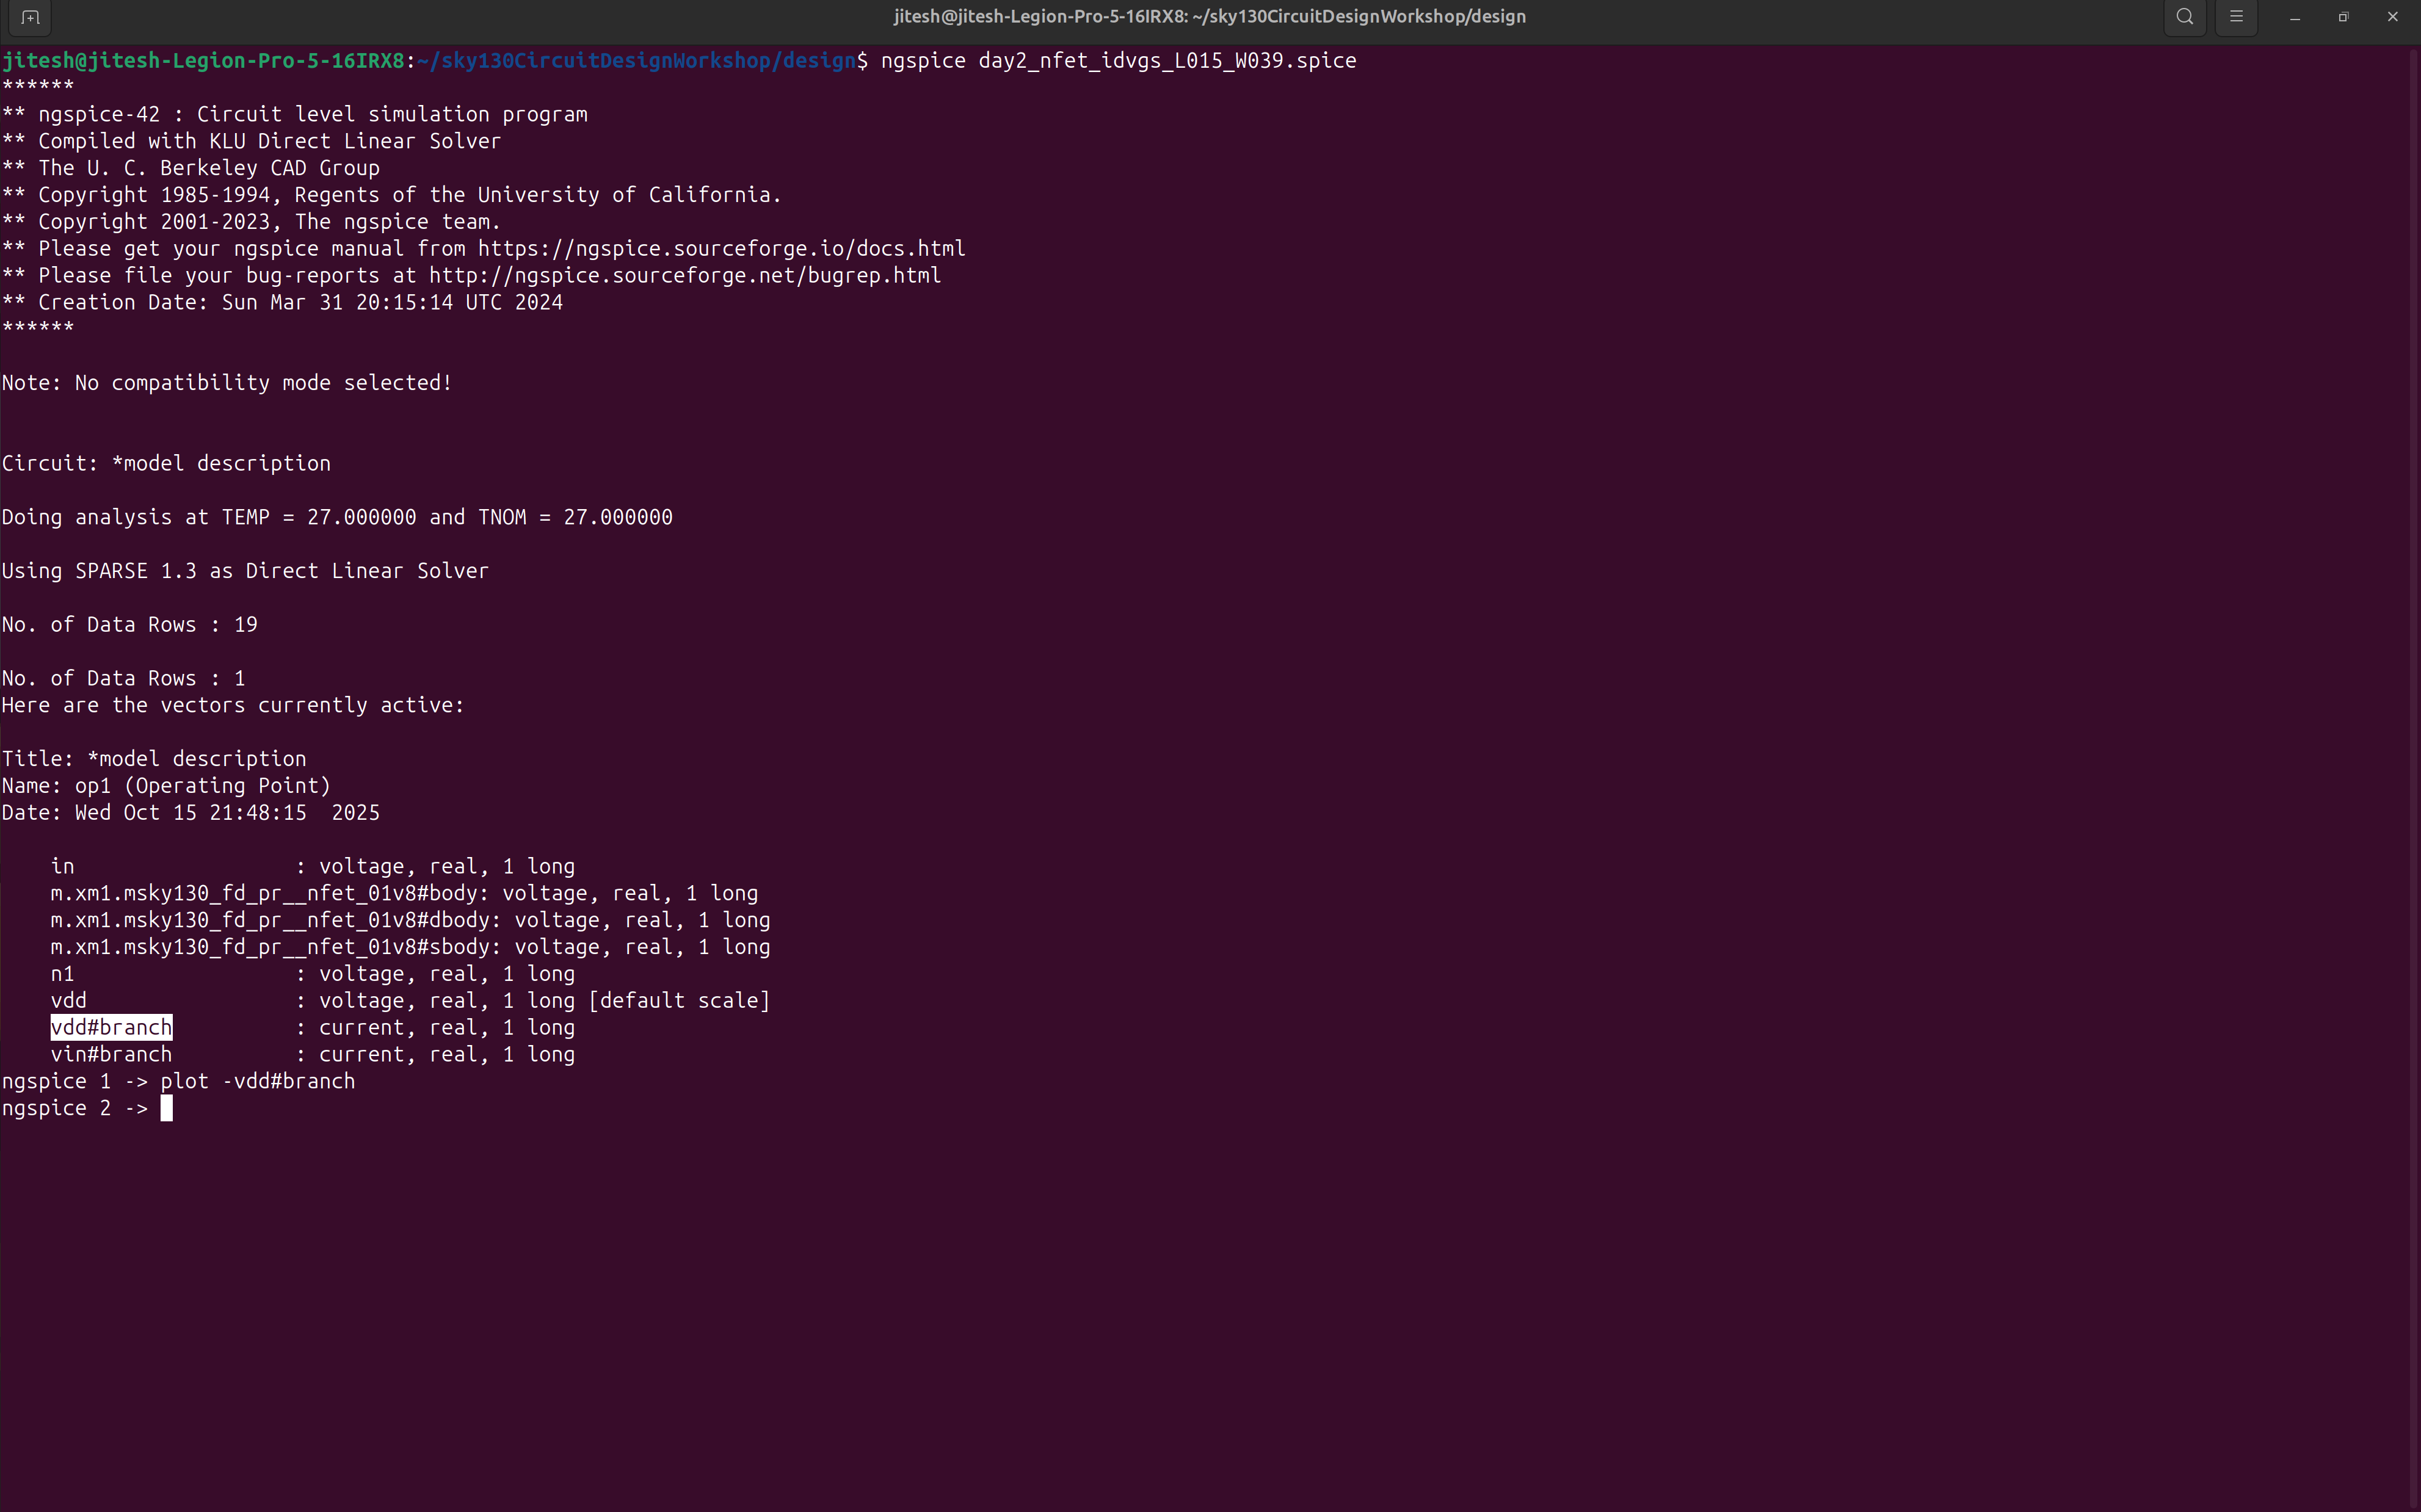 jitesh@jitesh-Legion-Pro-5-16IRX8: ~/sky130CircuitDesignWorkshop/design
jitesh@jitesh-Legion-Pro-5-16IRX8:~/sky130CircuitDesignWorkshop/design$ ngspice day2_nfet_idvgs_L015_W039.spice
******
** ngspice-42 : Circuit level simulation program
** Compiled with KLU Direct Linear Solver
** The U. C. Berkeley CAD Group
** Copyright 1985-1994, Regents of the University of California.
** Copyright 2001-2023, The ngspice team.
** Please get your ngspice manual from https://ngspice.sourceforge.io/docs.html
** Please file your bug-reports at http://ngspice.sourceforge.net/bugrep.html
** Creation Date: Sun Mar 31 20:15:14 UTC 2024
******
Note: No compatibility mode selected!
Circuit: *model description
Doing analysis at TEMP = 27.000000 and TNOM = 27.000000
Using SPARSE 1.3 as Direct Linear Solver
No. of Data Rows : 19
No. of Data Rows : 1
Here are the vectors currently active:
Title: *model description
Name: op1 (Operating Point)
Date: Wed Oct 15 21:48:15  2025
    in                  : voltage, real, 1 long
    m.xm1.msky130_fd_pr__nfet_01v8#body: voltage, real, 1 long
    m.xm1.msky130_fd_pr__nfet_01v8#dbody: voltage, real, 1 long
    m.xm1.msky130_fd_pr__nfet_01v8#sbody: voltage, real, 1 long
    n1                  : voltage, real, 1 long
    vdd                 : voltage, real, 1 long [default scale]
    vdd#branch          : current, real, 1 long
    vin#branch          : current, real, 1 long
ngspice 1 -> plot -vdd#branch
ngspice 2 ->